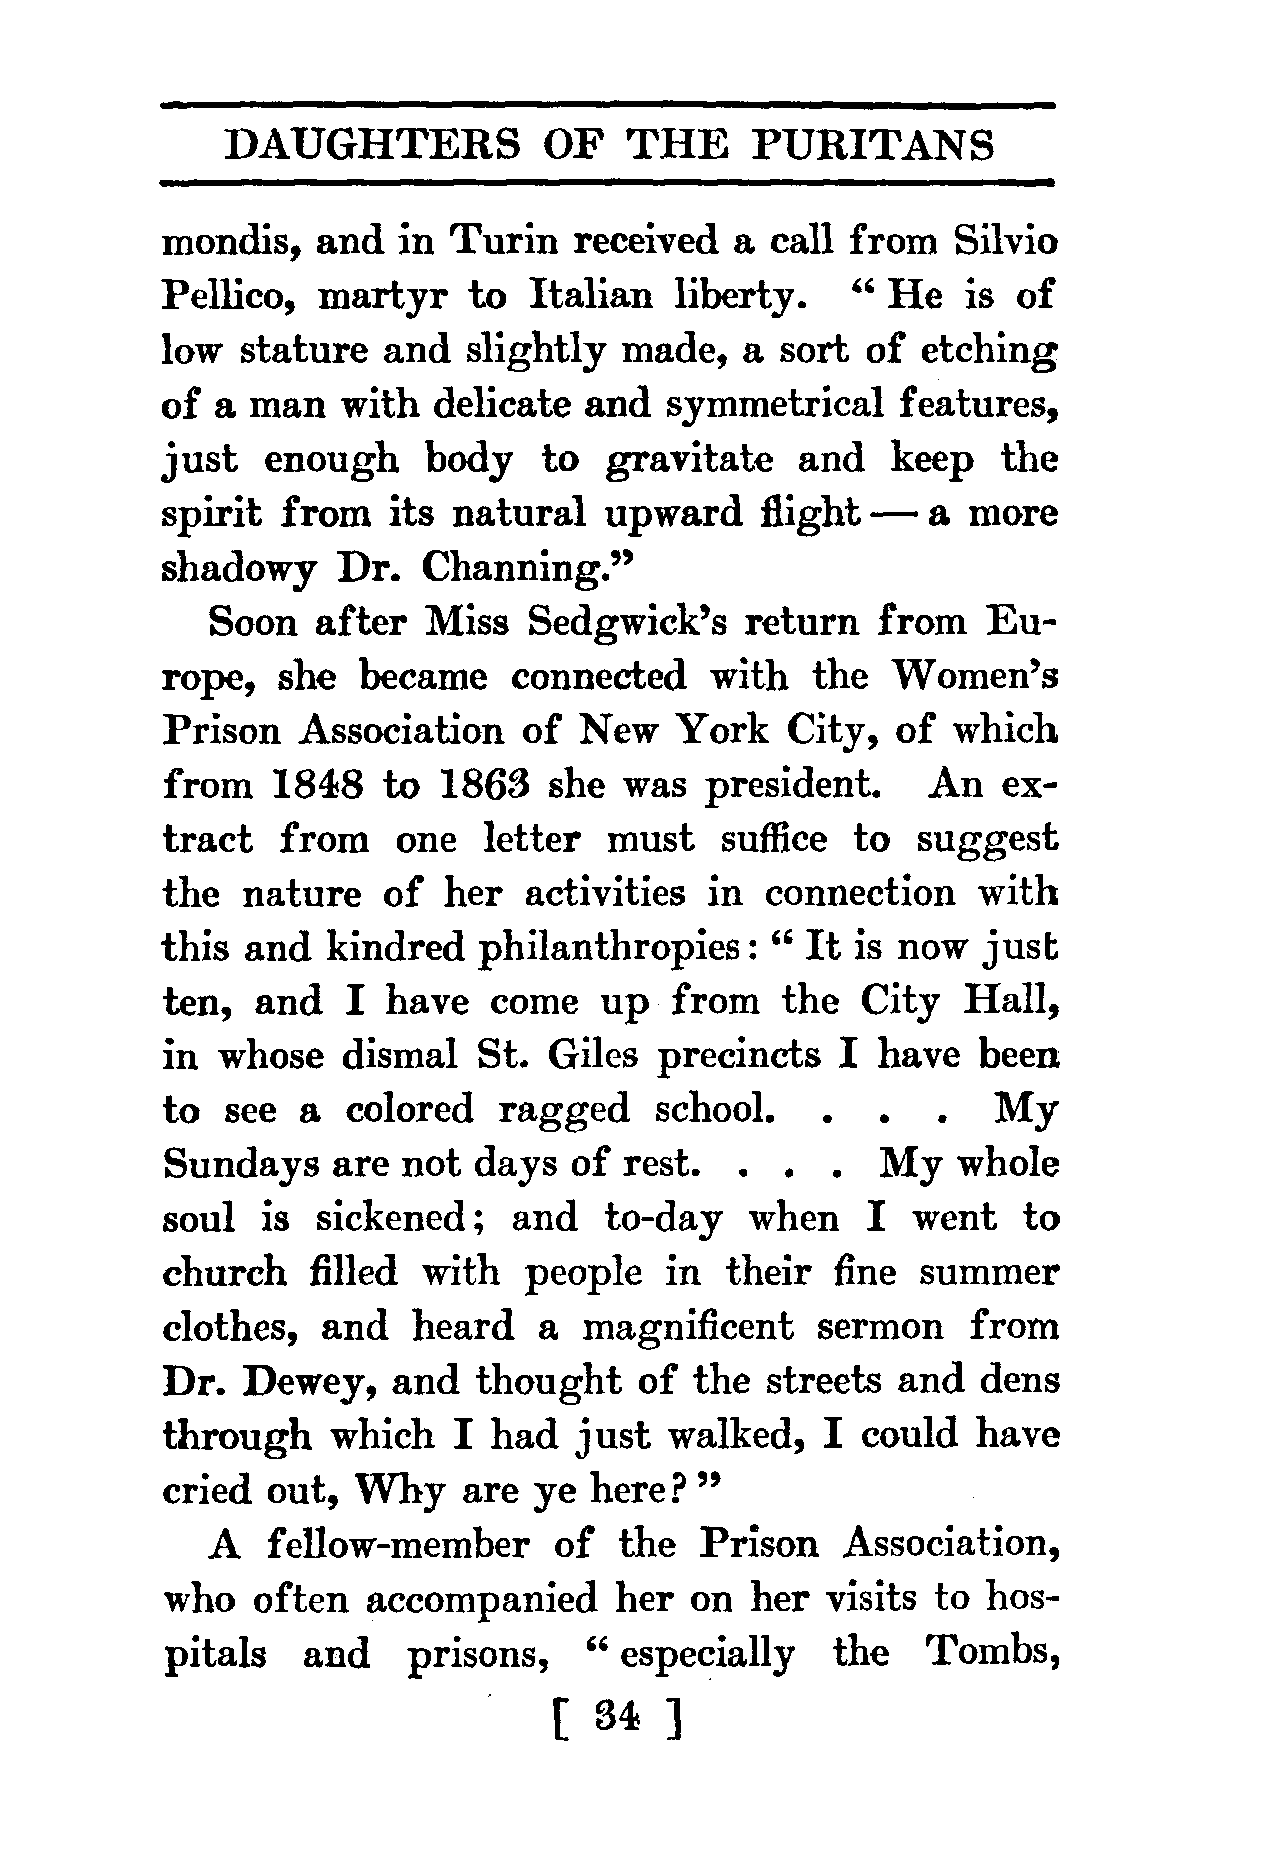 DAUGHTERS OF THE PURITANS
mondis, and in Turin received a call from Silvio
Pellico, martyr to Italian liberty. " He is of
low stature and slightly made, a sort of etching
of a man with delicate and symmetrical features,
just enough body to gravitate and keep the
spirit from its natural upward flight — a more
shadowy Dr. Channing."
Soon after Miss Sedgwick's return from Eu-
rope, she became connected with the Women's
Prison Association of New York City, of which
from 1848 to 1863 she was president. An ex-
tract from one letter must suffice to suggest
the nature of her activities in connection with
this and kindred philanthropies: " It is now just
ten, and I have come up from the City Hall,
in whose dismal St. Giles precincts I have been
to see a colored ragged school. . . . My
Sundays are not days of rest. . . . My whole
soul is sickened; and to-day when I went to
church filled with people in their fine summer
clothes, and heard a magnificent sermon from
Dr. Dewey, and thought of the streets and dens
through which I had just walked, I could have
cried out, Why are ye here? "
A fellow-member of the Prison Association,
who often accompanied her on her visits to hos-
pitals and prisons, " especially the Tombs,
[ 34 ]